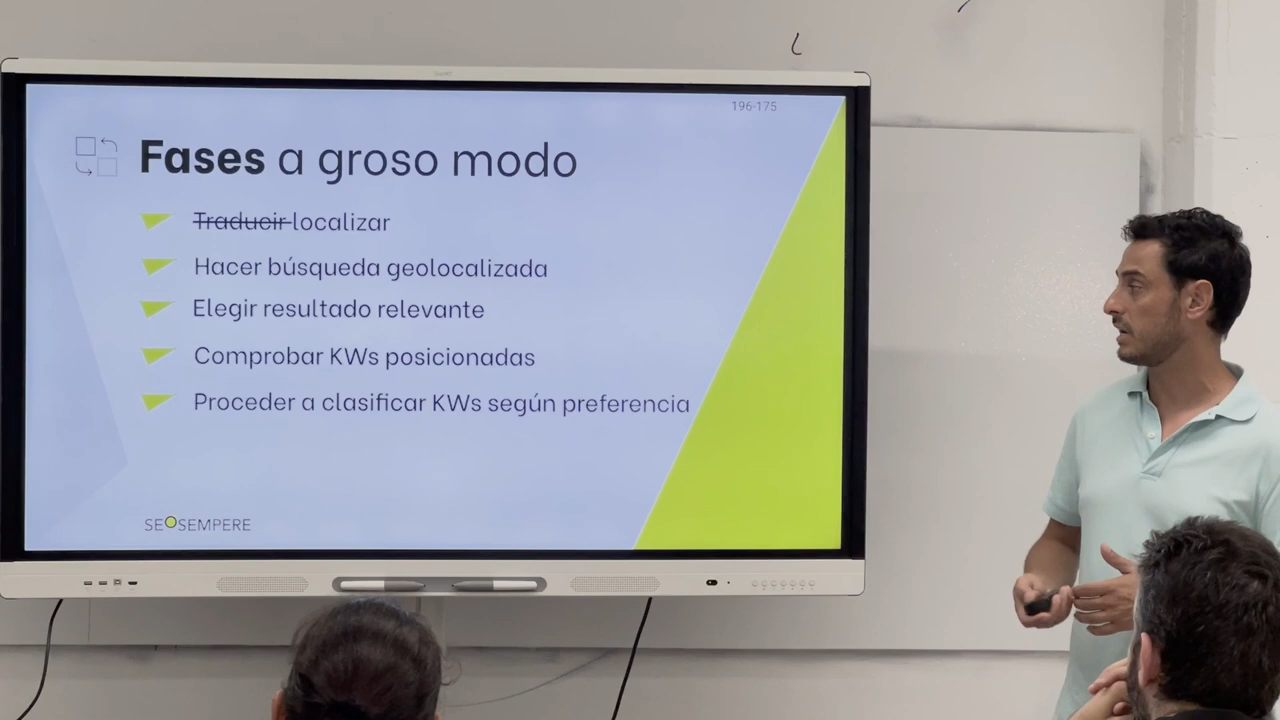 196-175
Fases a groso modo
Traducir localizar
Hacer búsqueda geolocalizada
Elegir resultado relevante
Comprobar KWs posicionadas
Proceder a clasificar KWs según preferencia
SEOSEMPERE